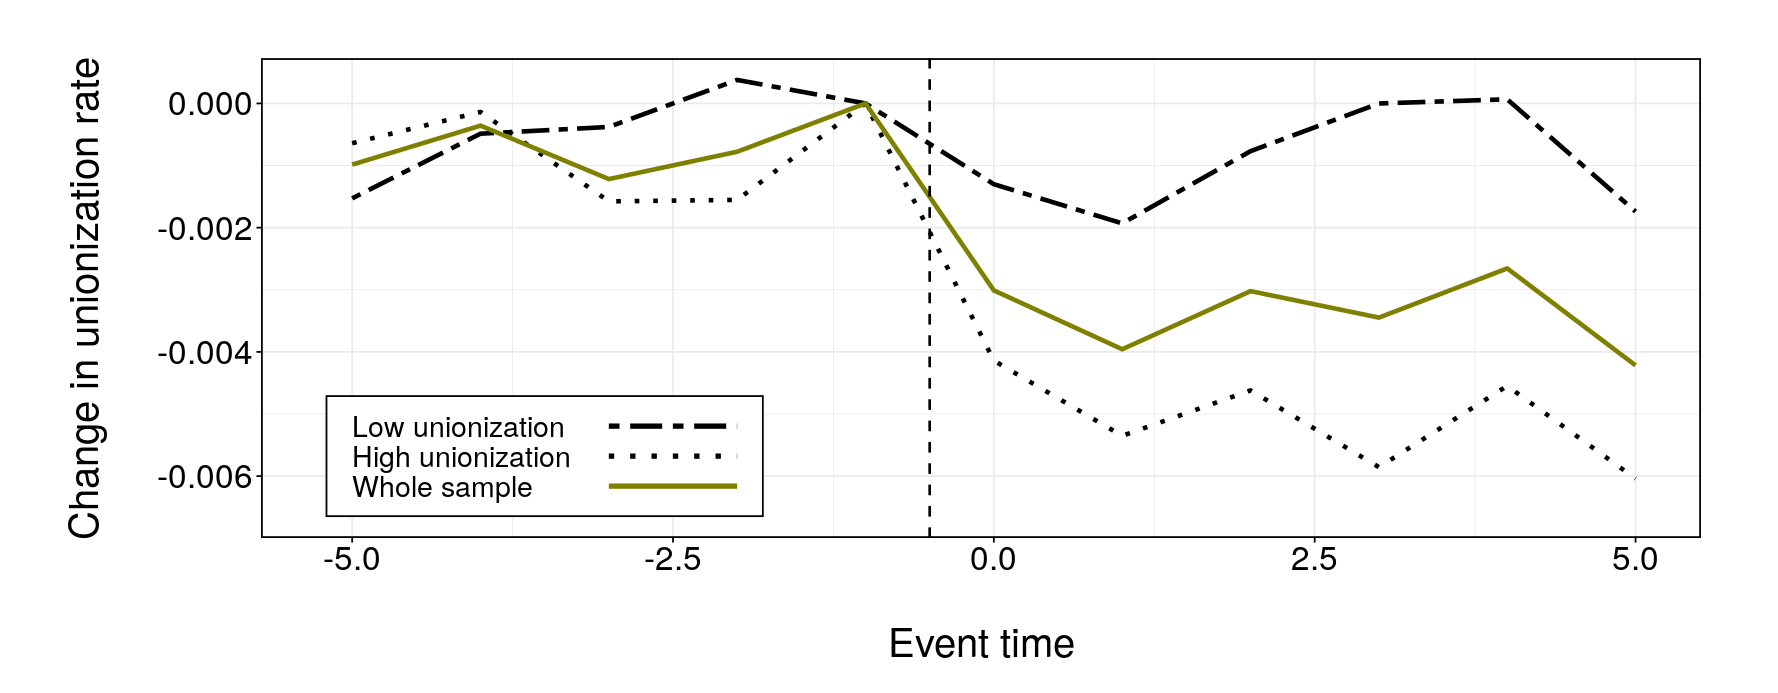 Change in unionization rate
0.000
-0.002
-0.004
-0.006
Low unionization
High unionization
Whole sample
-5.0
-2.5
0.0
2.5
5.0
Event time